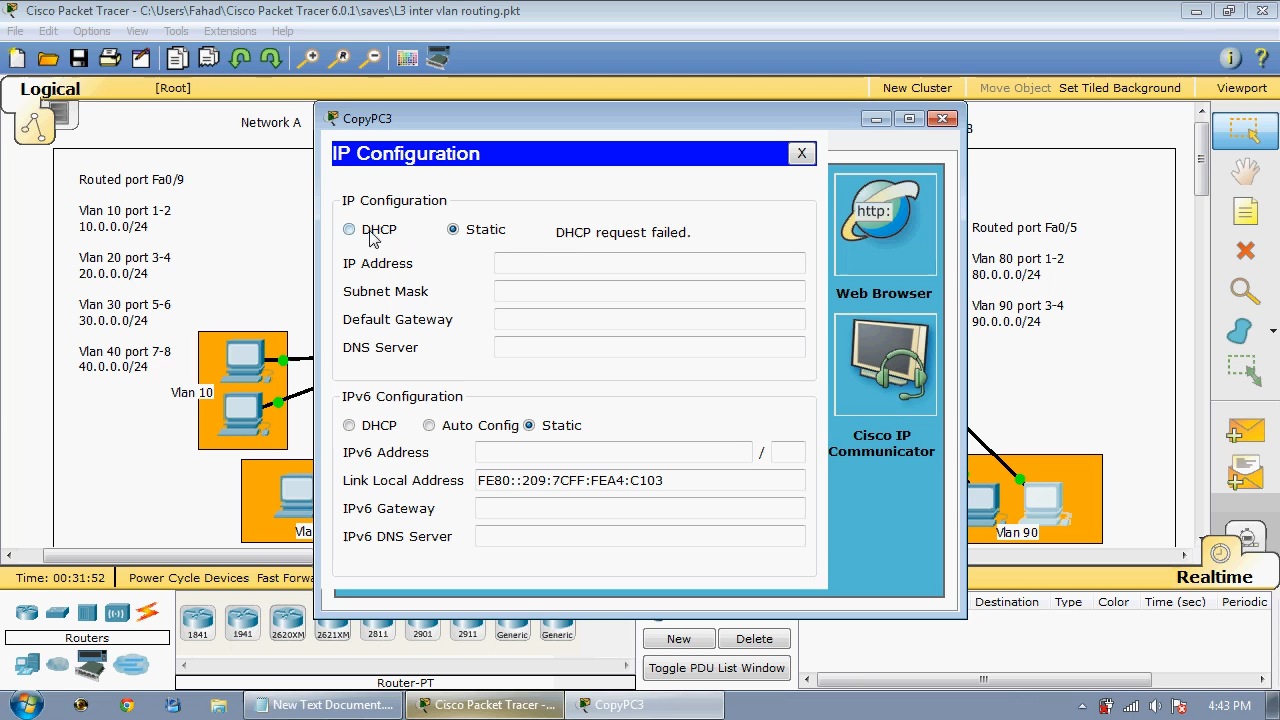 Cisco Packet Tracer - C:\Users\Fahad\Cisco Packet Tracer 6.0.1\saves\L3 inter vlan routing.pkt
File Edit Options View Tools Extensions Help
Logical [Root] New Cluster Move Object Set Tiled Background Viewport
Network A
Routed port Fa0/9
Vlan 10 port 1-2
10.0.0.0/24
Vlan 20 port 3-4
20.0.0.0/24
Vlan 30 port 5-6
30.0.0.0/24
Vlan 40 port 7-8
40.0.0.0/24
Vlan 10
CopyPC3
IP Configuration X
IP Configuration
DHCP Static DHCP request failed.
IP Address
Subnet Mask
Default Gateway
DNS Server
IPv6 Configuration
DHCP Auto Config Static
IPv6 Address /
Link Local Address FE80::209:7CFF:FEA4:C103
IPv6 Gateway
IPv6 DNS Server
http:
Web Browser
Cisco IP
Communicator
Routed port Fa0/5
Vlan 80 port 1-2
80.0.0.0/24
Vlan 90 port 3-4
90.0.0.0/24
Vlan 90
Time: 00:31:52 Power Cycle Devices Realtime
Routers
1841 1941 2620XM 2621XM 2811 2901 2911 Generic Generic
Router-PT
New Delete
Toggle PDU List Window
Destination Type Color Time (sec) Periodic
New Text Document.... Cisco Packet Tracer -... CopyPC3 4:43 PM